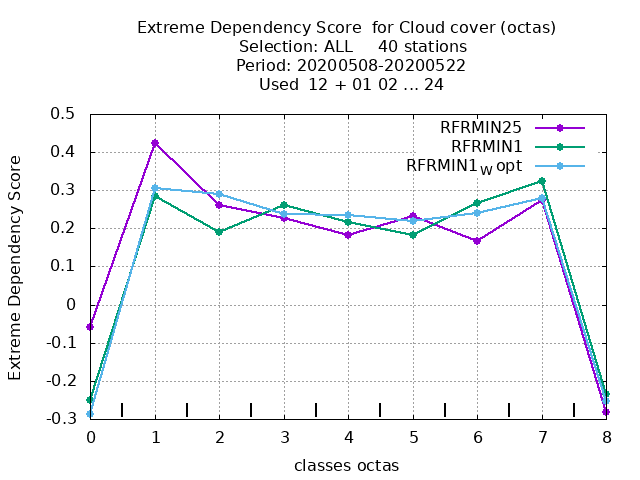 Extreme Dependency Score  for Cloud cover (octas)
Selection: ALL     40 stations
Period: 20200508-20200522
Used  12 + 01 02 ... 24
RFRMIN25
RFRMIN1
RFRMIN1W opt
Extreme Dependency Score
0.5
0.4
0.3
0.2
0.1
0
-0.1
-0.2
-0.3
0 1 2 3 4 5 6 7 8
classes octas